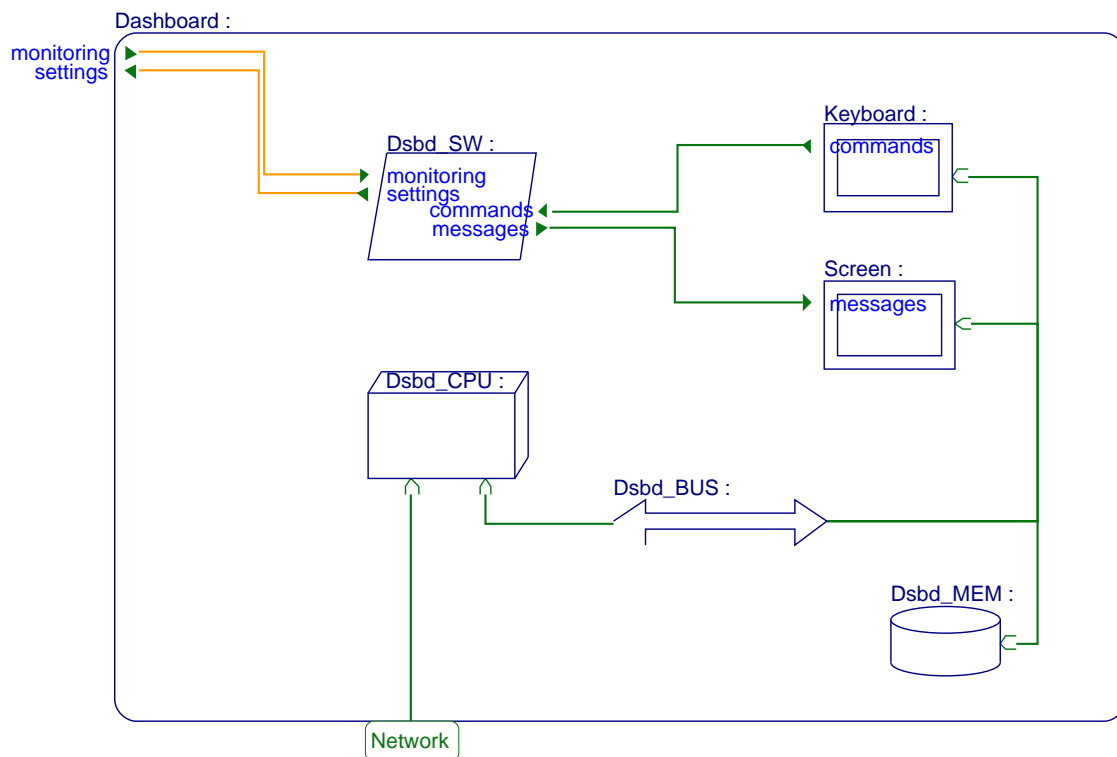 Dashboard :
monitoring
settings
Dsbd_SW :
monitoring
settings
commands
messages
Keyboard :
commands
Screen :
messages
Dsbd_CPU :
Dsbd_BUS :
Dsbd_MEM :
Network